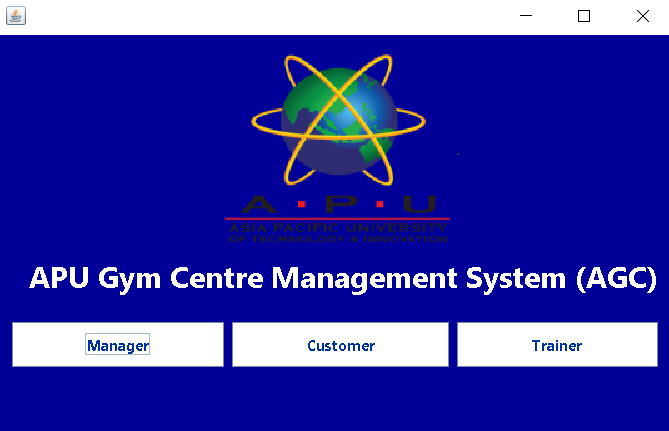 A·P·U
ASIA PACIFIC UNIVERSITY
OF TECHNOLOGY & INNOVATION
APU Gym Centre Management System (AGC)
Manager
Customer
Trainer